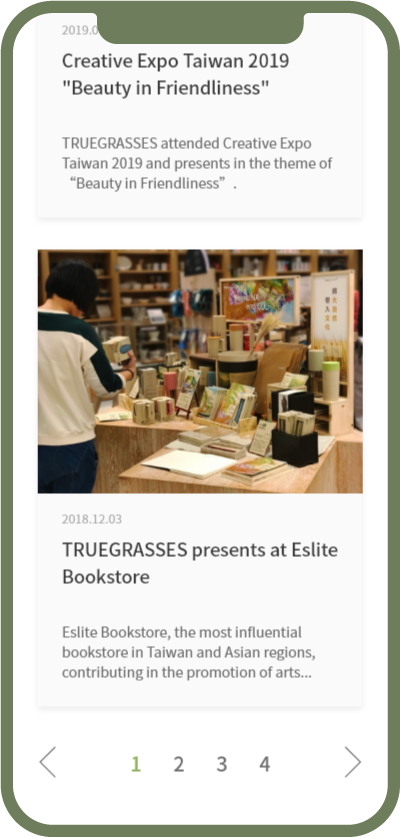 2019.0
Creative Expo Taiwan 2019
"Beauty in Friendliness"
TRUEGRASSES attended Creative Expo
Taiwan 2019 and presents in the theme of
“Beauty in Friendliness”.
2018.12.03
TRUEGRASSES presents at Eslite
Bookstore
Eslite Bookstore, the most influential
bookstore in Taiwan and Asian regions,
contributing in the promotion of arts...
1 2 3 4